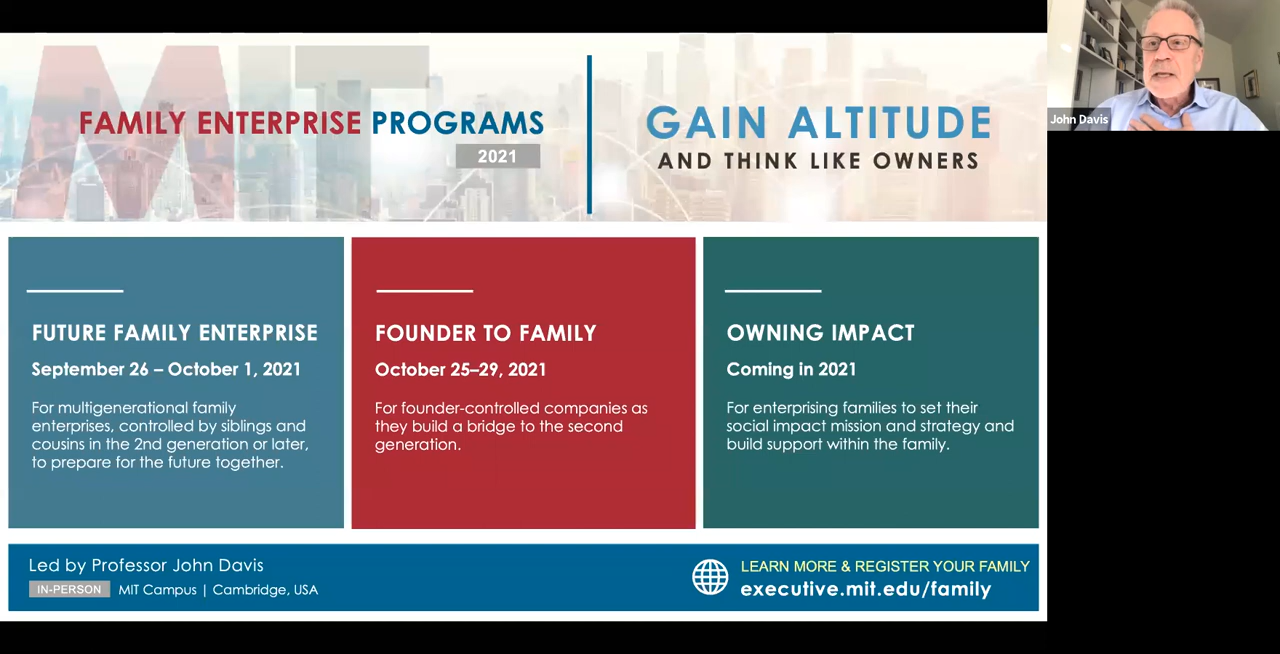 MIT
FAMILY ENTERPRISE PROGRAMS
2021
GAIN ALTITUDE
AND THINK LIKE OWNERS
John Davis
FUTURE FAMILY ENTERPRISE
September 26 – October 1, 2021
For multigenerational family
enterprises, controlled by siblings and
cousins in the 2nd generation or later,
to prepare for the future together.
FOUNDER TO FAMILY
October 25–29, 2021
For founder-controlled companies as
they build a bridge to the second
generation.
OWNING IMPACT
Coming in 2021
For enterprising families to set their
social impact mission and strategy and
build support within the family.
Led by Professor John Davis
IN-PERSON MIT Campus | Cambridge, USA
LEARN MORE & REGISTER YOUR FAMILY
executive.mit.edu/family